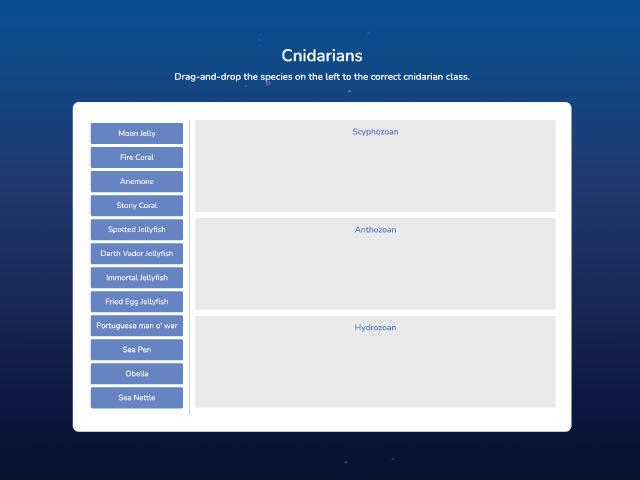 Cnidarians
Drag-and-drop the species on the left to the correct cnidarian class.
Moon Jelly
Fire Coral
Anemone
Stony Coral
Spotted Jellyfish
Darth Vador Jellyfish
Immortal Jellyfish
Fried Egg Jellyfish
Portuguese man o' war
Sea Pen
Obelia
Sea Nettle
Scyphozoan
Anthozoan
Hydrozoan